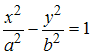 x²/a² − y²/b² = 1